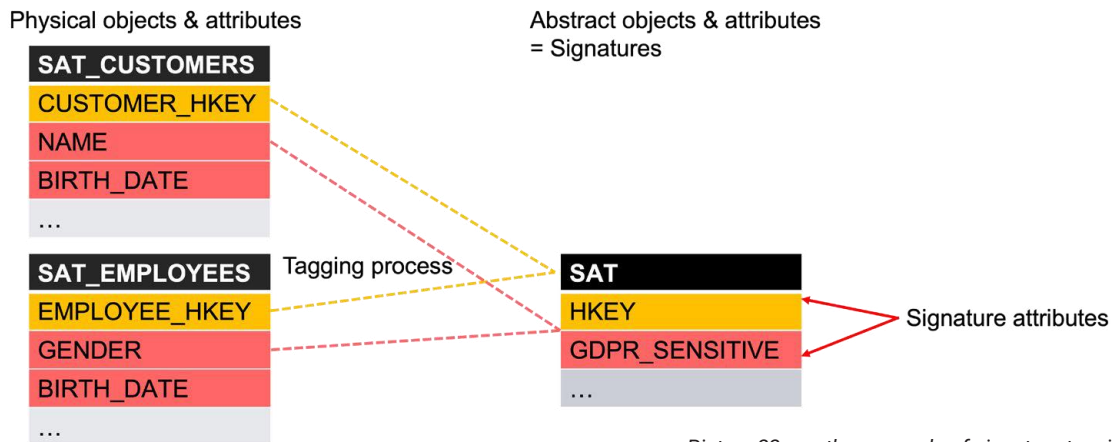 Physical objects & attributes
Abstract objects & attributes
= Signatures
SAT_CUSTOMERS
CUSTOMER_HKEY
NAME
BIRTH_DATE
...
SAT_EMPLOYEES
EMPLOYEE_HKEY
GENDER
BIRTH_DATE
...
Tagging process
SAT
HKEY
GDPR_SENSITIVE
...
Signature attributes